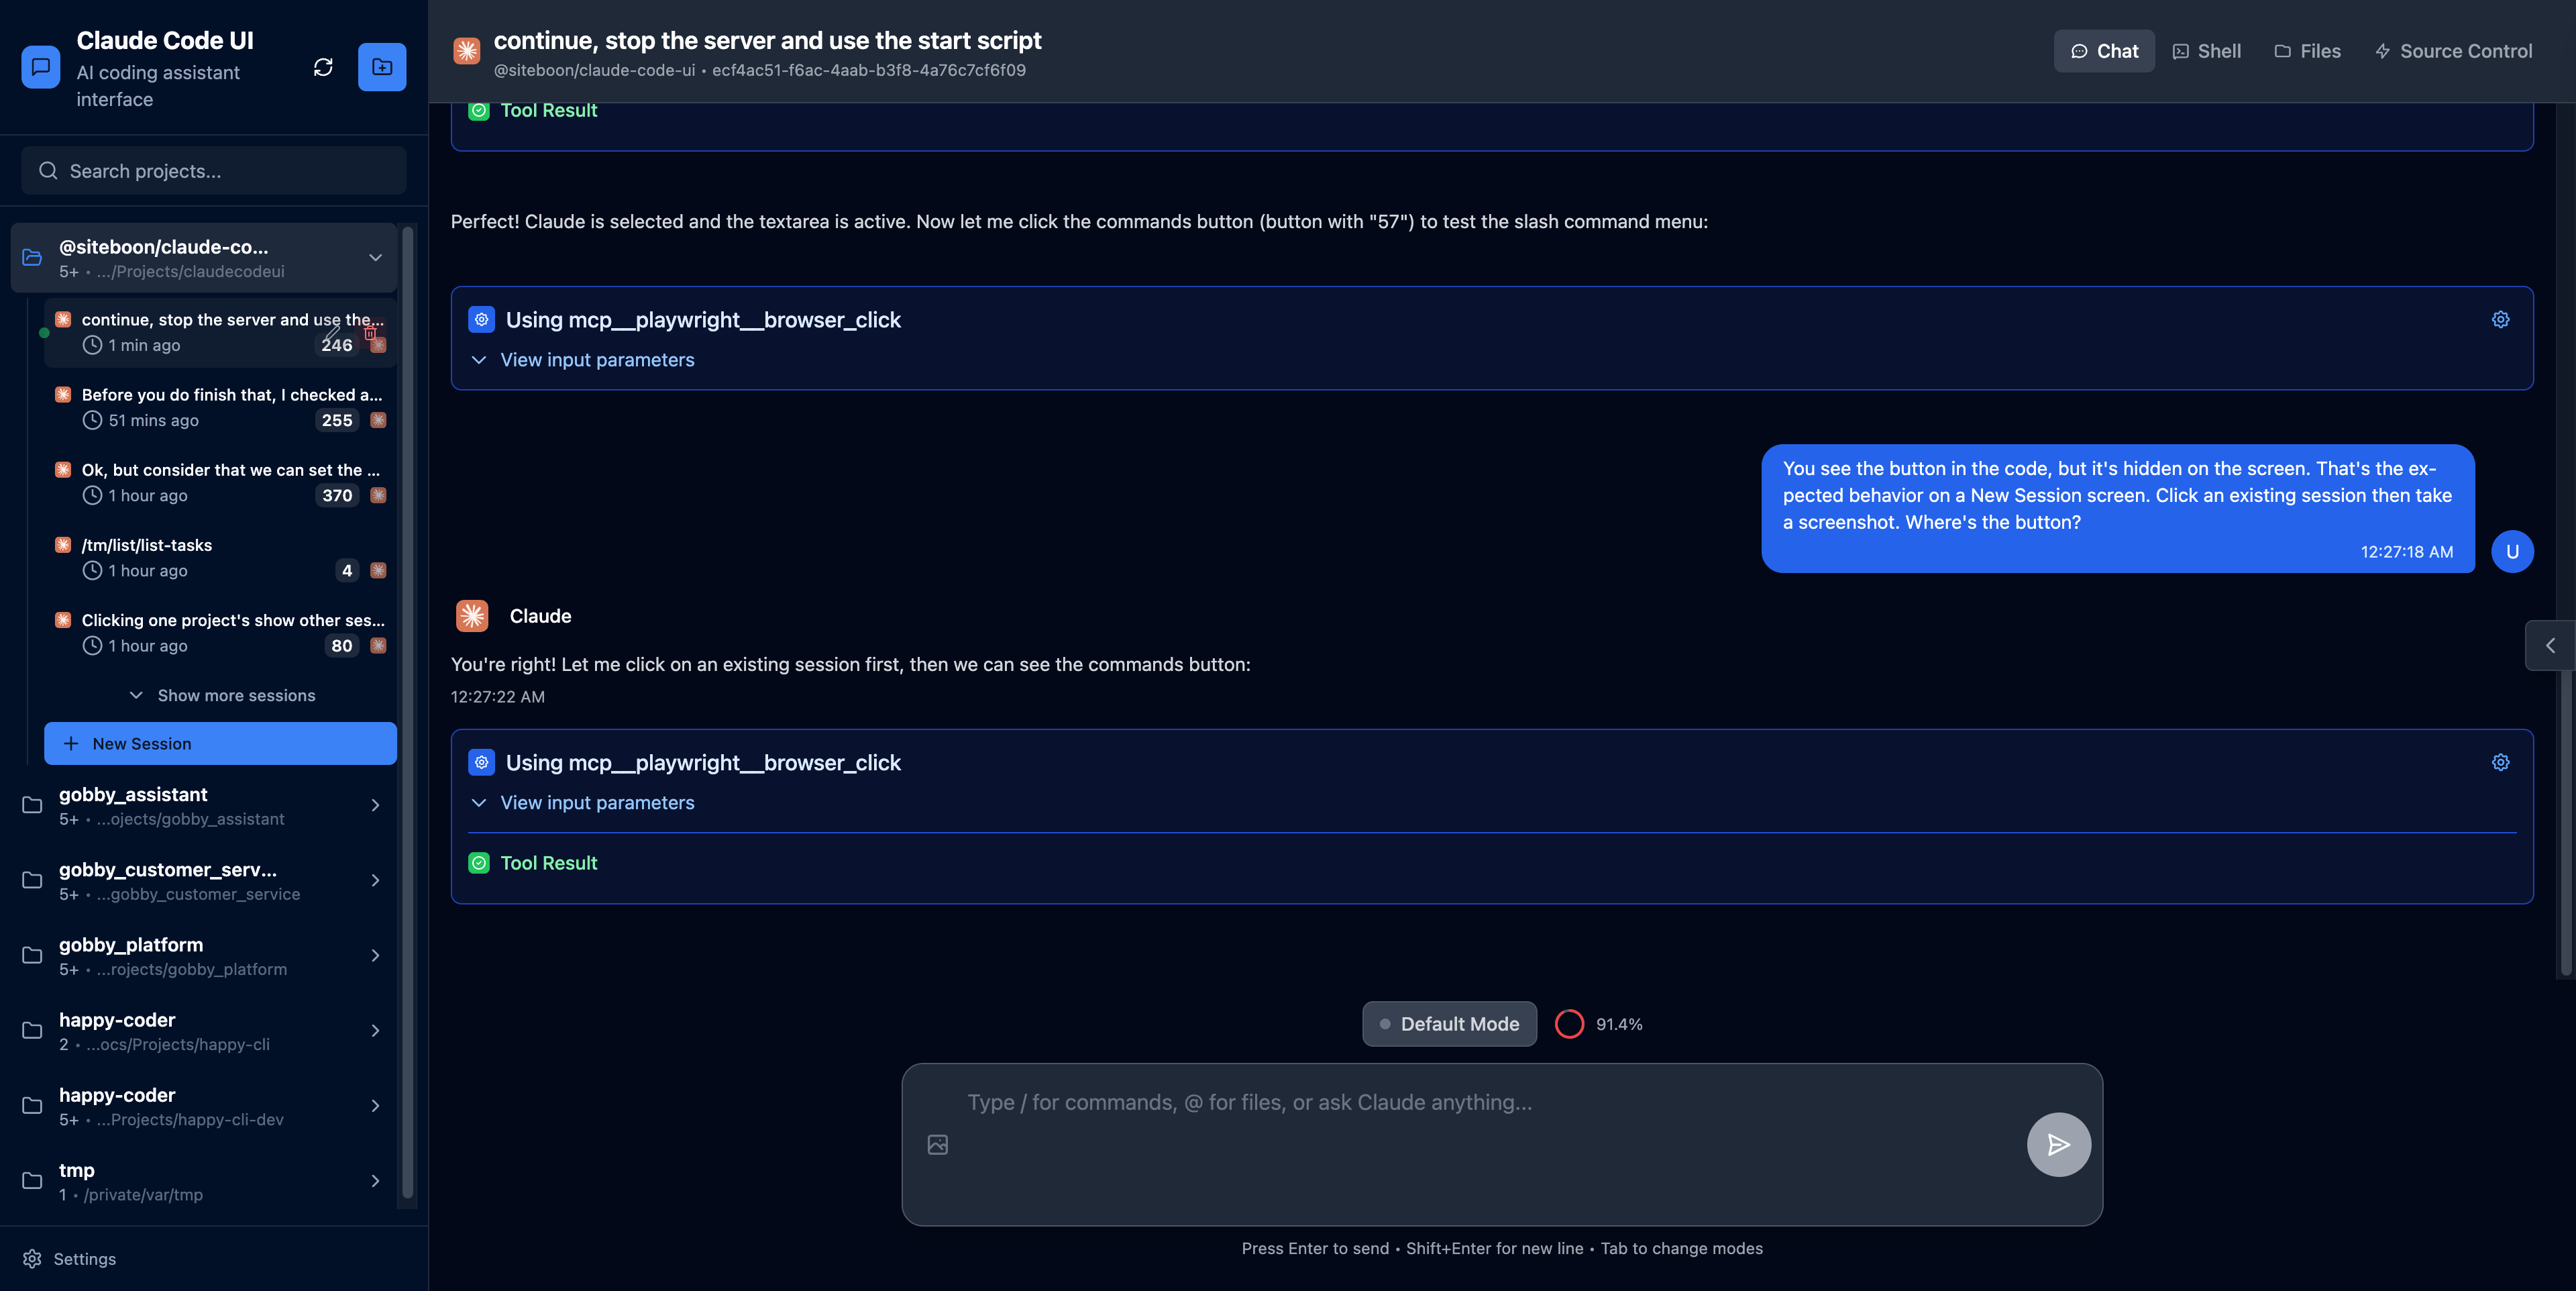 Claude Code UI
AI coding assistant
interface
Search projects...
@siteboon/claude-co...
5+ • .../Projects/claudecodeui
continue, stop the server and use the...
1 min ago 246
Before you do finish that, I checked a...
51 mins ago 255
Ok, but consider that we can set the ...
1 hour ago 370
/tm/list/list-tasks
1 hour ago 4
Clicking one project's show other ses...
1 hour ago 80
Show more sessions
New Session
gobby_assistant
5+ • ...ojects/gobby_assistant
gobby_customer_serv...
5+ • ...gobby_customer_service
gobby_platform
5+ • ...rojects/gobby_platform
happy-coder
2 • ...ocs/Projects/happy-cli
happy-coder
5+ • ...Projects/happy-cli-dev
tmp
1 • /private/var/tmp
Settings
continue, stop the server and use the start script
@siteboon/claude-code-ui • ecf4ac51-f6ac-4aab-b3f8-4a76c7cf6f09
Chat Shell Files Source Control
Tool Result
Perfect! Claude is selected and the textarea is active. Now let me click the commands button (button with "57") to test the slash command menu:
Using mcp__playwright__browser_click
View input parameters
You see the button in the code, but it's hidden on the screen. That's the ex-
pected behavior on a New Session screen. Click an existing session then take
a screenshot. Where's the button?
12:27:18 AM
U
Claude
You're right! Let me click on an existing session first, then we can see the commands button:
12:27:22 AM
Using mcp__playwright__browser_click
View input parameters
Tool Result
Default Mode 91.4%
Type / for commands, @ for files, or ask Claude anything...
Press Enter to send • Shift+Enter for new line • Tab to change modes